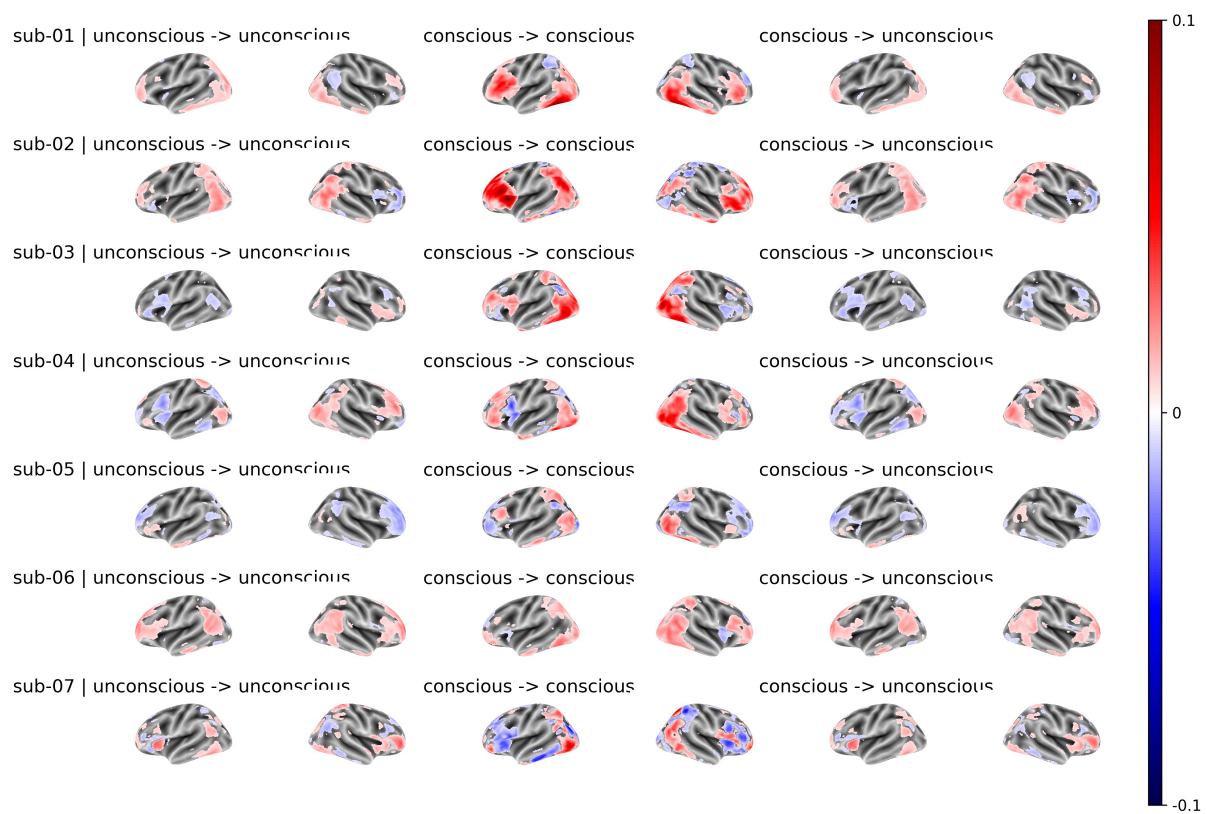 0.1
sub-01 | unconscious -> unconscious conscious -> conscious conscious -> unconscious
sub-02 | unconscious -> unconscious conscious -> conscious conscious -> unconscious
sub-03 | unconscious -> unconscious conscious -> conscious conscious -> unconscious
sub-04 | unconscious -> unconscious conscious -> conscious conscious -> unconscious
0
sub-05 | unconscious -> unconscious conscious -> conscious conscious -> unconscious
sub-06 | unconscious -> unconscious conscious -> conscious conscious -> unconscious
sub-07 | unconscious -> unconscious conscious -> conscious conscious -> unconscious
-0.1